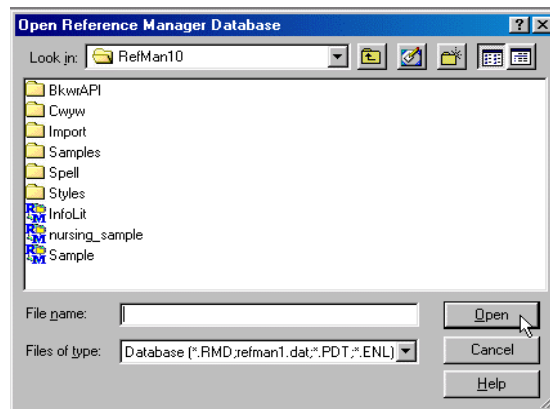 Open Reference Manager Database
Look in: RefMan10
BkwrAPI
Cwyw
Import
Samples
Spell
Styles
InfoLit
nursing_sample
Sample
File name: Open
Files of type: Database (*.RMD;refman1.dat;*.PDT;*.ENL) Cancel
Help